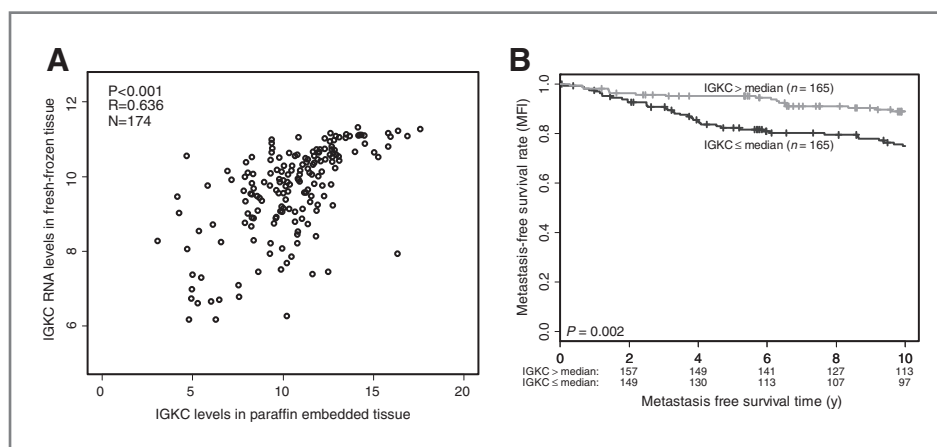 A
P<0.001
R=0.636
N=174
IGKC RNA levels in fresh-frozen tissue
12
10
8
6
0 5 10 15 20
IGKC levels in paraffin embedded tissue
B
Metastasis-free survival rate (MFI)
1.0
0.8
0.6
0.4
0.2
0.0
IGKC > median (n = 165)
IGKC ≤ median (n = 165)
P = 0.002
0 2 4 6 8 10
IGKC > median: 157 149 141 127 113
IGKC ≤ median: 149 130 113 107 97
Metastasis free survival time (y)